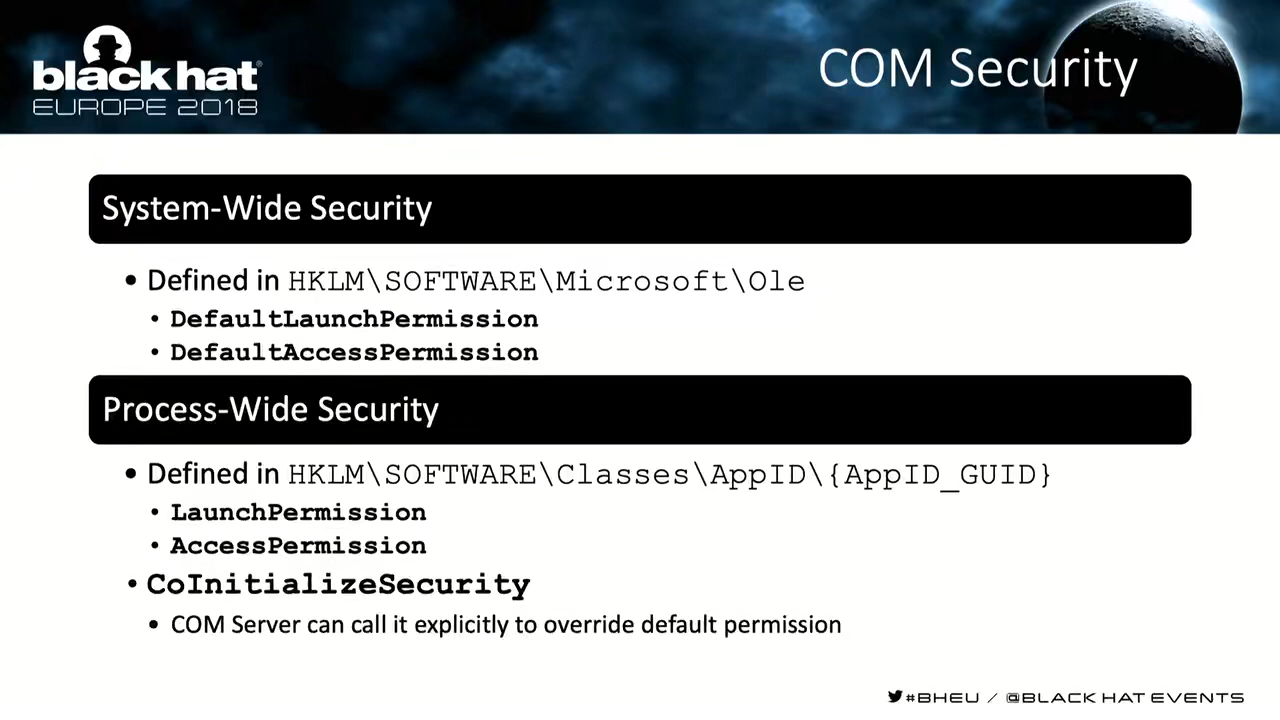 black hat
EUROPE 2018
COM Security
System-Wide Security
• Defined in HKLM\SOFTWARE\Microsoft\Ole
• DefaultLaunchPermission
• DefaultAccessPermission
Process-Wide Security
• Defined in HKLM\SOFTWARE\Classes\AppID\{AppID_GUID}
• LaunchPermission
• AccessPermission
• CoInitializeSecurity
• COM Server can call it explicitly to override default permission
#BHEU / @BLACK HAT EVENTS